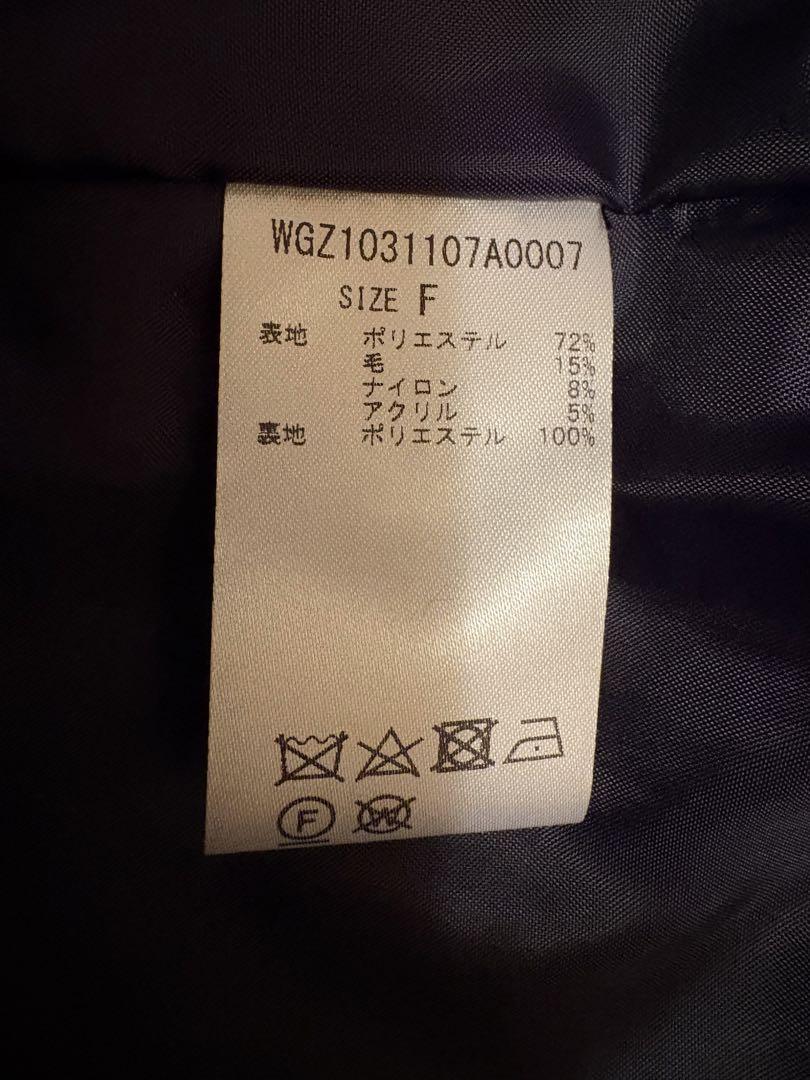 WGZ1031107A0007
SIZE F
表地 ポリエステル 72%
毛 15%
ナイロン 8%
アクリル 5%
裏地 ポリエステル 100%
F
W